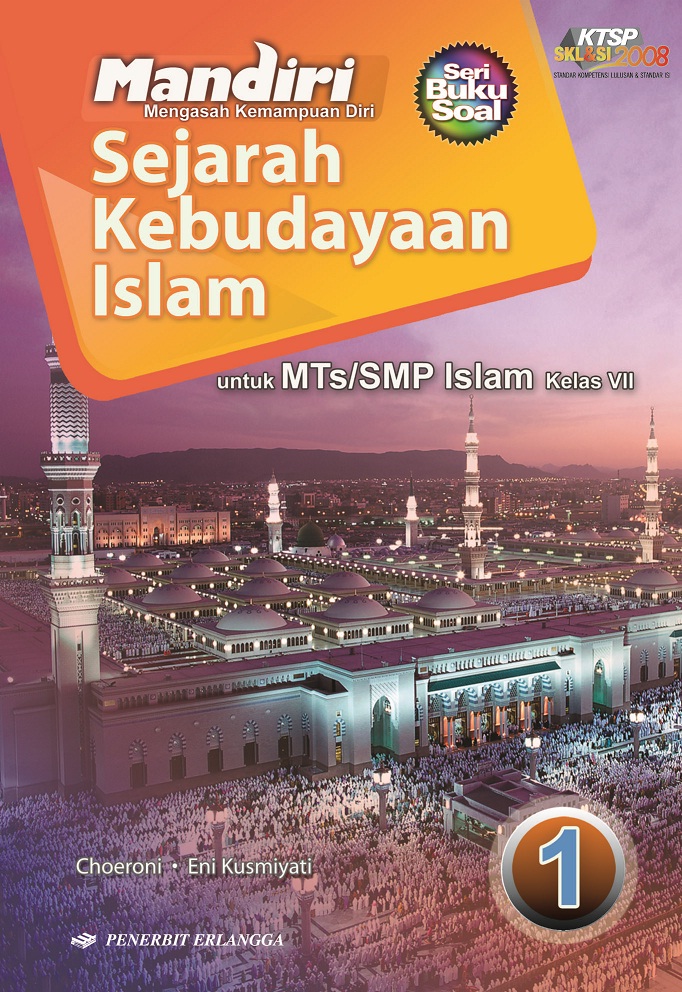 KTSP
SKL&SI 2008
STANDAR KOMPETENSI LULUSAN & STANDAR ISI
Mandiri
Mengasah Kemampuan Diri
Seri
Buku
Soal
Sejarah
Kebudayaan
Islam
untuk MTs/SMP Islam Kelas VII
1
Choeroni • Eni Kusmiyati
PENERBIT ERLANGGA